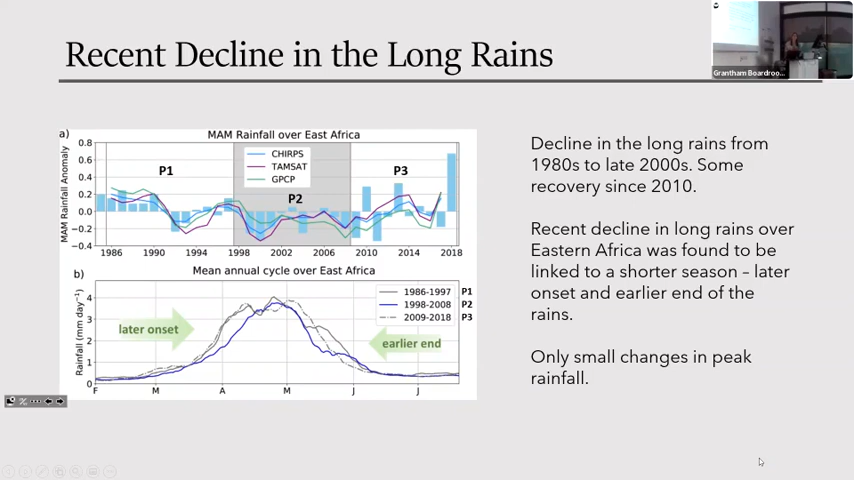 Recent Decline in the Long Rains
Grantham Boardroo...
a)
MAM Rainfall over East Africa
MAM Rainfall Anomaly
0.8
0.6
0.4
0.2
0.0
−0.2
−0.4
P1
P2
P3
CHIRPS
TAMSAT
GPCP
1986 1990 1994 1998 2002 2006 2010 2014 2018
b)
Mean annual cycle over East Africa
Rainfall (mm day⁻¹)
4
3
2
1
0
later onset
earlier end
1986-1997 P1
1998-2008 P2
2009-2018 P3
F M A M J J
Decline in the long rains from
1980s to late 2000s. Some
recovery since 2010.
Recent decline in long rains over
Eastern Africa was found to be
linked to a shorter season – later
onset and earlier end of the
rains.
Only small changes in peak
rainfall.